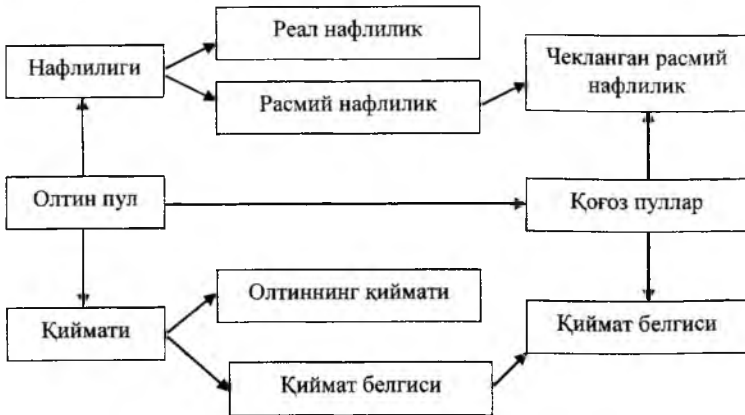 Реал нафлилик
Нафлилиги
Чекланган расмий
нафлилик
Расмий нафлилик
Олтин пул
Қоғоз пуллар
Олтиннинг қиймати
Қиймати
Қиймат белгиси
Қиймат белгиси